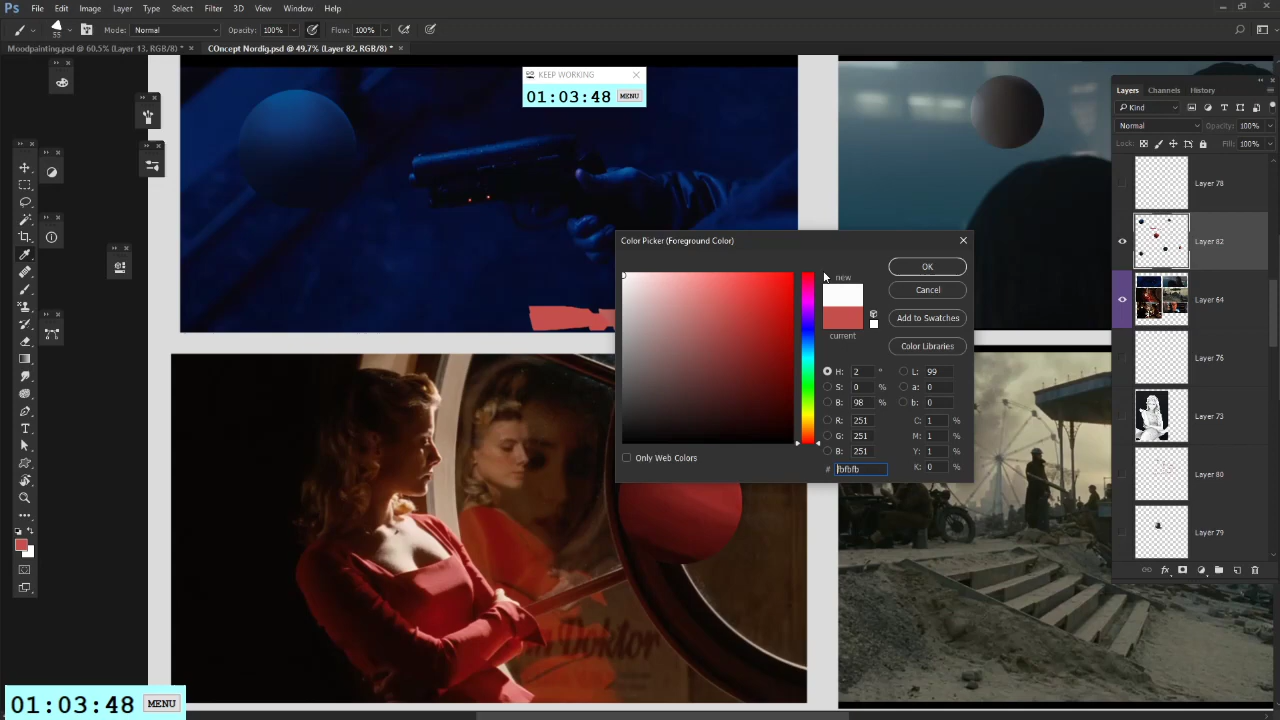 Ps File Edit Image Layer Type Select Filter 3D View Window Help
55 Mode: Normal Opacity: 100% Flow: 100%
Moodpainting.psd @ 60.5% (Layer 13, RGB/8) * × COncept Nordig.psd @ 49.7% (Layer 82, RGB/8) * ×
KEEP WORKING
01:03:48 MENU
Layers Channels History
Kind
Normal Opacity: 100%
Lock: Fill: 100%
Layer 78
Layer 82
Layer 64
Layer 76
Layer 73
Layer 80
Layer 79
fx
Color Picker (Foreground Color)
new
current
OK
Cancel
Add to Swatches
Color Libraries
H: 2 ° L: 99
S: 0 % a: 0
B: 98 % b: 0
R: 251 C: 1 %
G: 251 M: 1 %
B: 251 Y: 1 %
# fbfbfb K: 0 %
Only Web Colors
Doktor
01:03:48 MENU